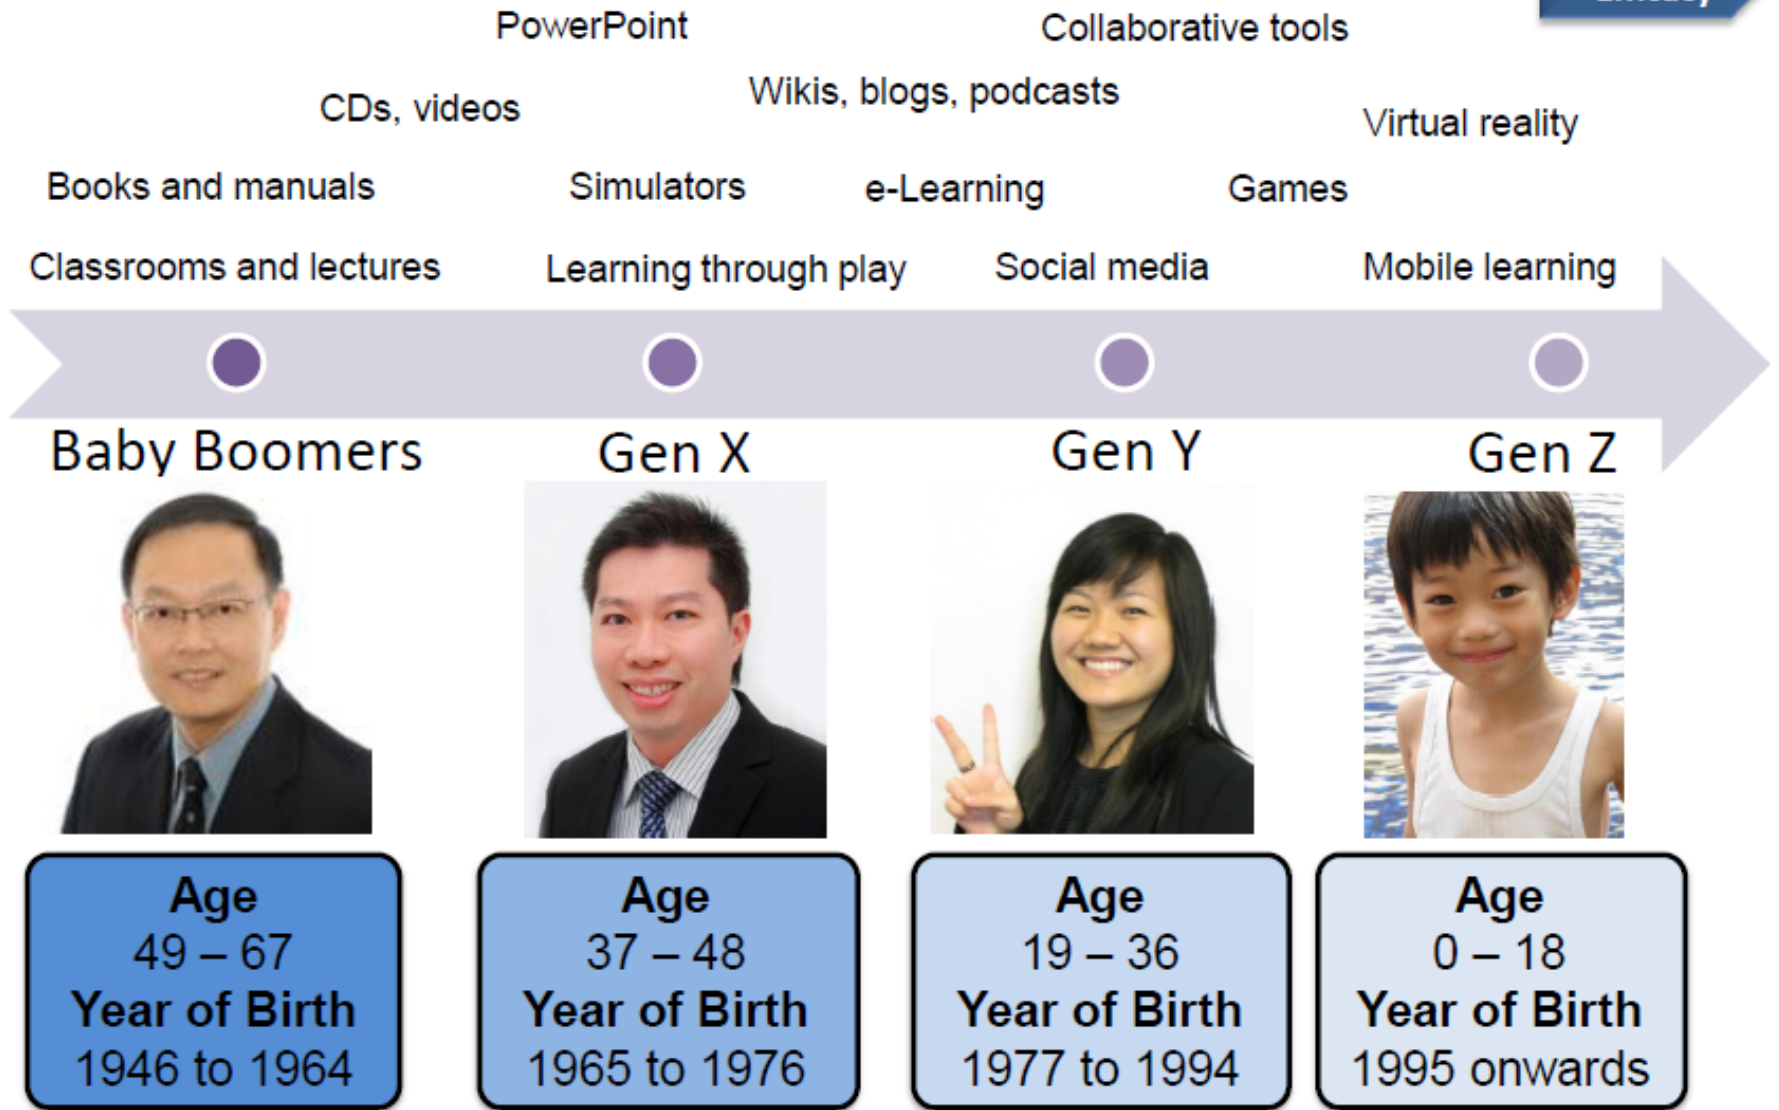 PowerPoint
Collaborative tools
CDs, videos
Wikis, blogs, podcasts
Virtual reality
Books and manuals
Simulators
e-Learning
Games
Classrooms and lectures
Learning through play
Social media
Mobile learning
Baby Boomers
Gen X
Gen Y
Gen Z
Age
49 – 67
Year of Birth
1946 to 1964
Age
37 – 48
Year of Birth
1965 to 1976
Age
19 – 36
Year of Birth
1977 to 1994
Age
0 – 18
Year of Birth
1995 onwards